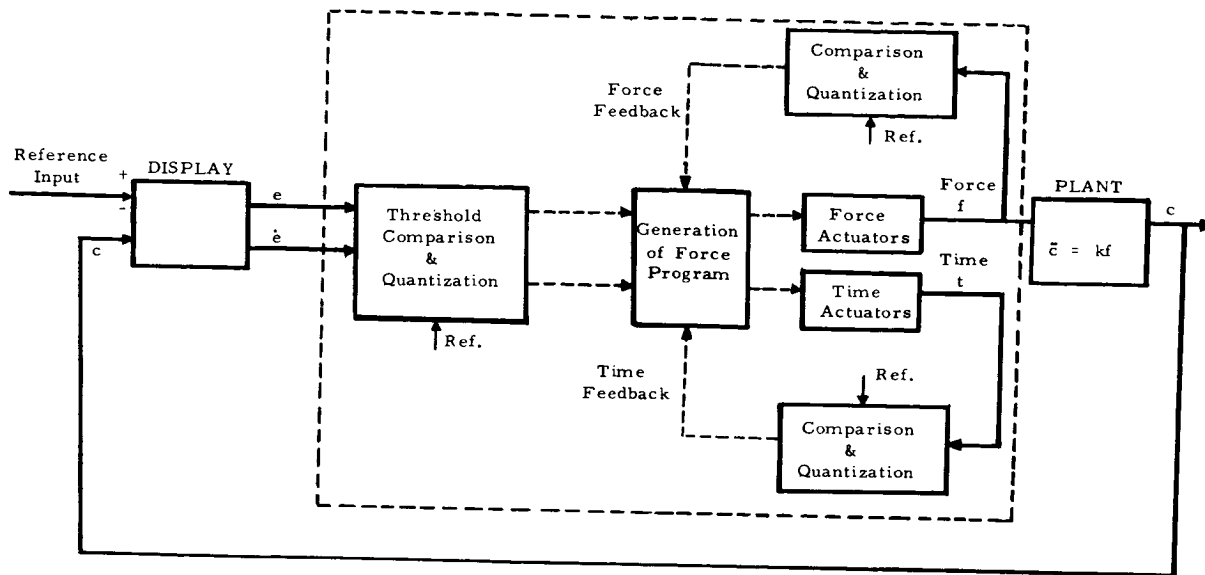 Comparison
&
Quantization
Force
Feedback
Ref.
Reference
Input
DISPLAY
+
-
e
ė
c
Threshold
Comparison
&
Quantization
Ref.
Generation
of Force
Program
Force
Actuators
Force
f
Time
Actuators
Time
t
PLANT
c̈ = kf
c
Time
Feedback
Ref.
Comparison
&
Quantization